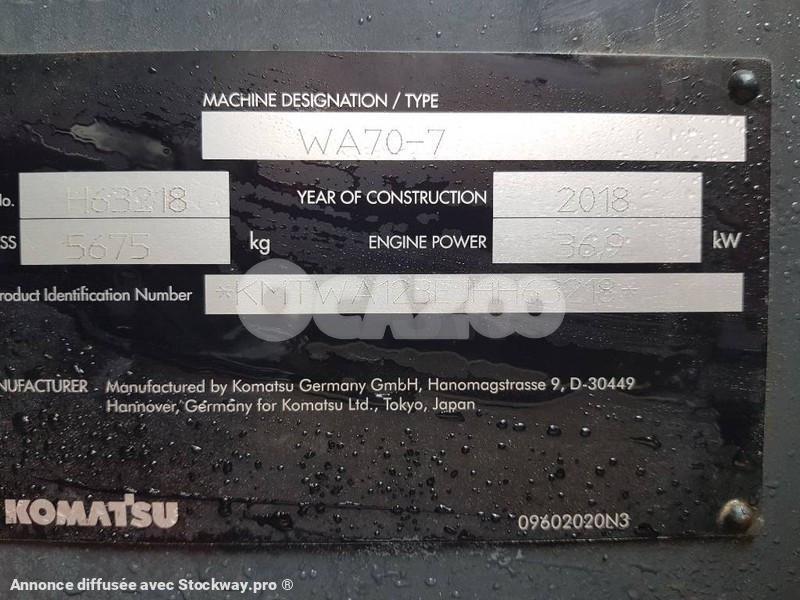 MACHINE DESIGNATION / TYPE
WA70-7
No. H63218 YEAR OF CONSTRUCTION 2018
SS 5675 kg ENGINE POWER 36,9 kW
roduct Identification Number *KMTWA123EJHH63218*
NUFACTURER - Manufactured by Komatsu Germany GmbH, Hanomagstrasse 9, D-30449
Hannover, Germany for Komatsu Ltd., Tokyo, Japan
KOMATSU 09602020N3
Annonce diffusée avec Stockway.pro ®